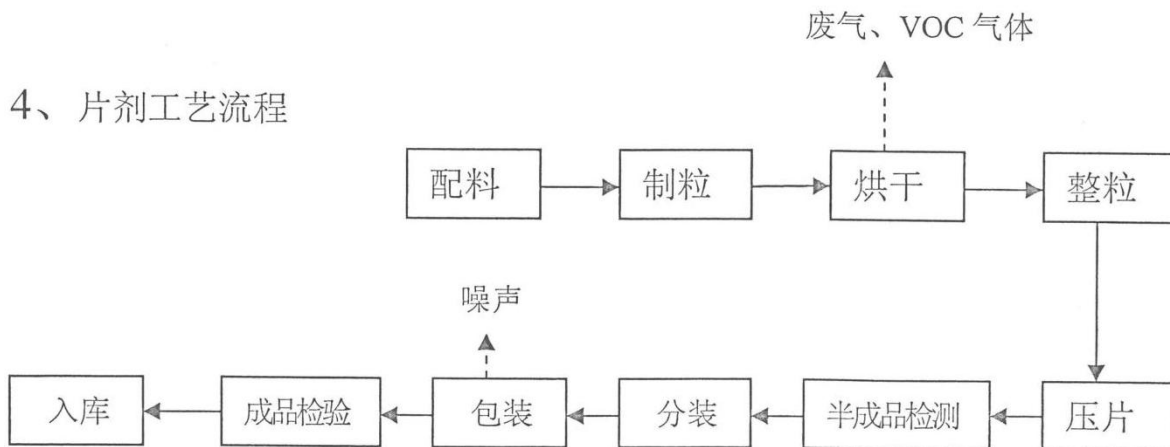 废气、VOC 气体
4、片剂工艺流程
配料
制粒
烘干
整粒
噪声
入库
成品检验
包装
分装
半成品检测
压片